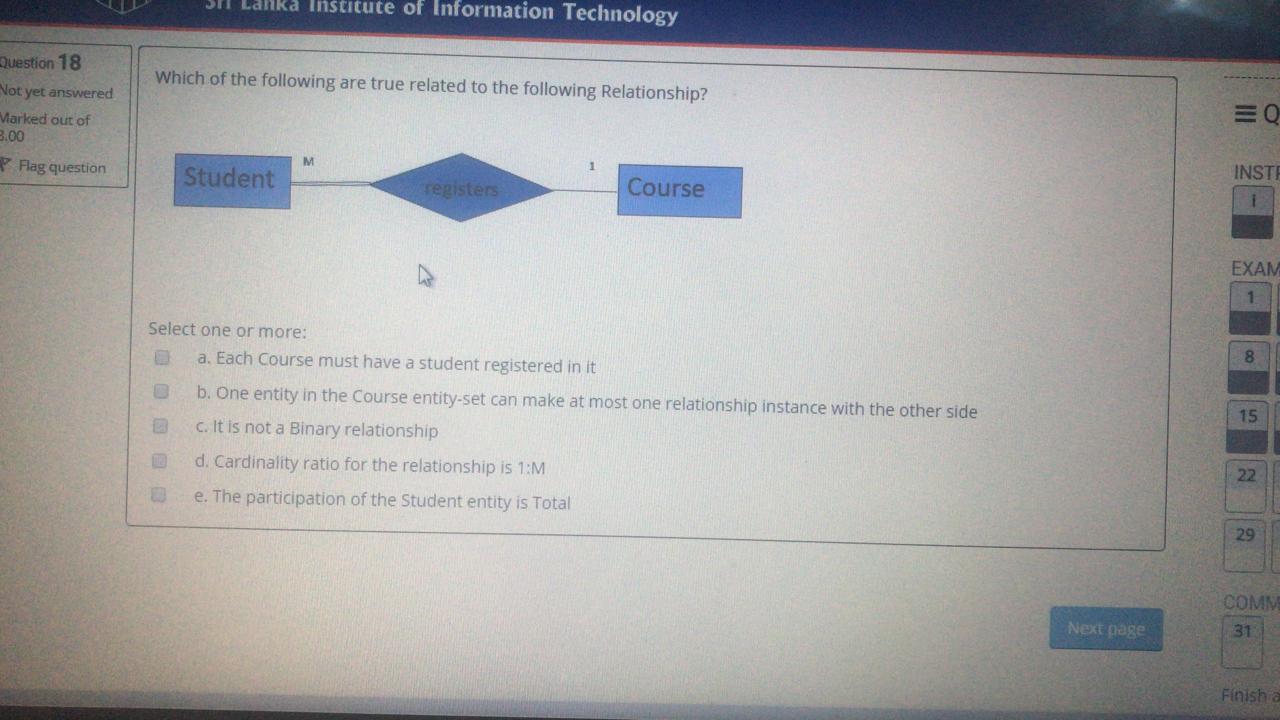 Sri Lanka Institute of Information Technology
Question 18
Not yet answered
Marked out of
3.00
Flag question
Which of the following are true related to the following Relationship?
Student
M
registers
1
Course
Select one or more:
a. Each Course must have a student registered in it
b. One entity in the Course entity-set can make at most one relationship instance with the other side
c. It is not a Binary relationship
d. Cardinality ratio for the relationship is 1:M
e. The participation of the Student entity is Total
Next page
Q
INST
i
EXAM
1
8
15
22
29
COMM
31
Finish a